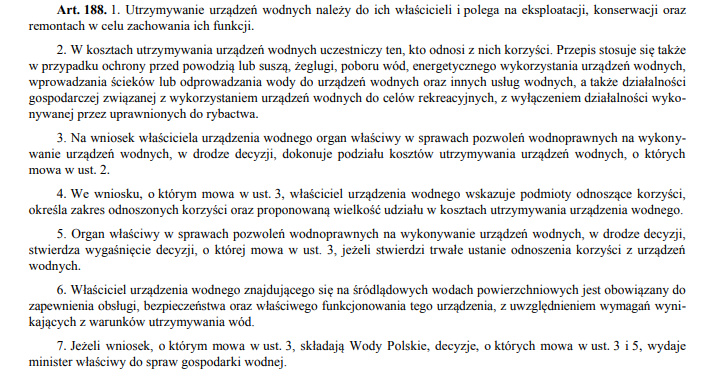 Art. 188. 1. Utrzymywanie urządzeń wodnych należy do ich właścicieli i polega na eksploatacji, konserwacji oraz
remontach w celu zachowania ich funkcji.
2. W kosztach utrzymywania urządzeń wodnych uczestniczy ten, kto odnosi z nich korzyści. Przepis stosuje się także
w przypadku ochrony przed powodzią lub suszą, żeglugi, poboru wód, energetycznego wykorzystania urządzeń wodnych,
wprowadzania ścieków lub odprowadzania wody do urządzeń wodnych oraz innych usług wodnych, a także działalności
gospodarczej związanej z wykorzystaniem urządzeń wodnych do celów rekreacyjnych, z wyłączeniem działalności wyko-
nywanej przez uprawnionych do rybactwa.
3. Na wniosek właściciela urządzenia wodnego organ właściwy w sprawach pozwoleń wodnoprawnych na wykony-
wanie urządzeń wodnych, w drodze decyzji, dokonuje podziału kosztów utrzymywania urządzeń wodnych, o których
mowa w ust. 2.
4. We wniosku, o którym mowa w ust. 3, właściciel urządzenia wodnego wskazuje podmioty odnoszące korzyści,
określa zakres odnoszonych korzyści oraz proponowaną wielkość udziału w kosztach utrzymywania urządzenia wodnego.
5. Organ właściwy w sprawach pozwoleń wodnoprawnych na wykonywanie urządzeń wodnych, w drodze decyzji,
stwierdza wygaśnięcie decyzji, o której mowa w ust. 3, jeżeli stwierdzi trwałe ustanie odnoszenia korzyści z urządzeń
wodnych.
6. Właściciel urządzenia wodnego znajdującego się na śródlądowych wodach powierzchniowych jest obowiązany do
zapewnienia obsługi, bezpieczeństwa oraz właściwego funkcjonowania tego urządzenia, z uwzględnieniem wymagań wyni-
kających z warunków utrzymywania wód.
7. Jeżeli wniosek, o którym mowa w ust. 3, składają Wody Polskie, decyzje, o których mowa w ust. 3 i 5, wydaje
minister właściwy do spraw gospodarki wodnej.